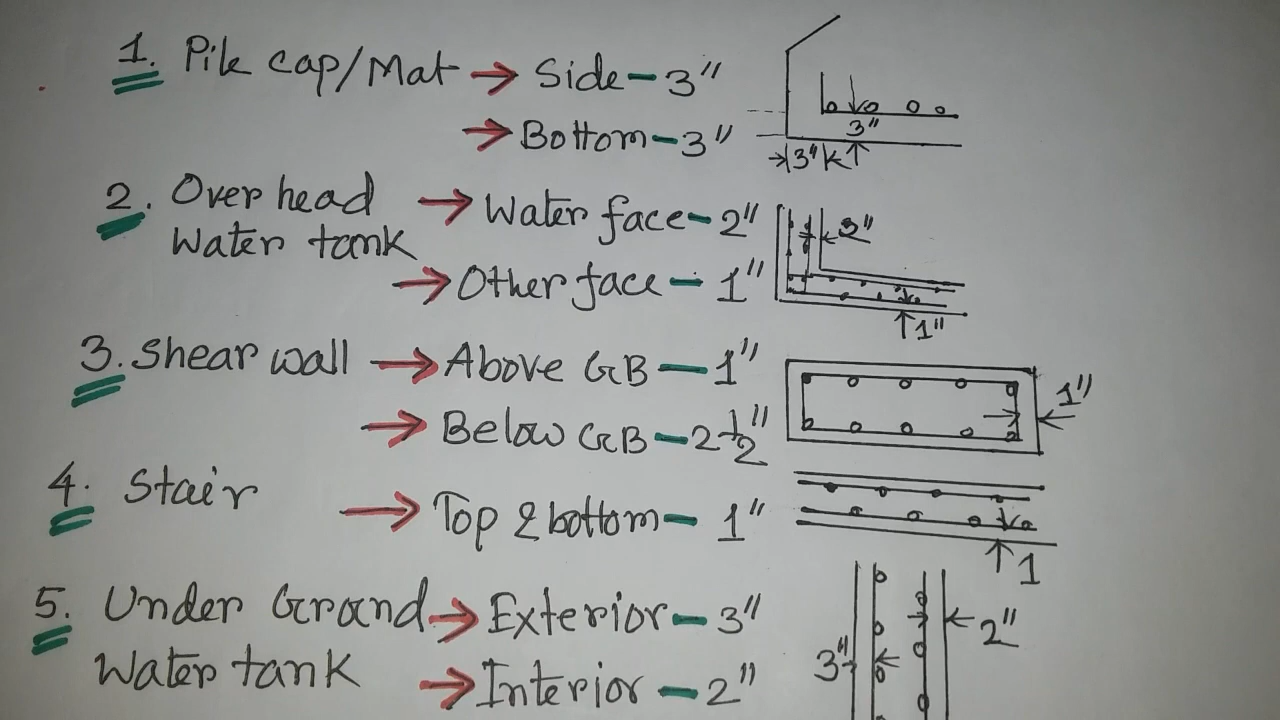 1. Pile cap/Mat → Side - 3"
→ Bottom - 3"
3"
3"
2. Over head → Water face - 2"
Water tank
→ Other face - 1"
1"
3. Shear wall → Above GB - 1"
→ Below GB - 2 1/2"
1"
4. Stair → Top & bottom - 1"
1
5. Under Grand → Exterior - 3"
Water tank → Interior - 2"
3"
2"